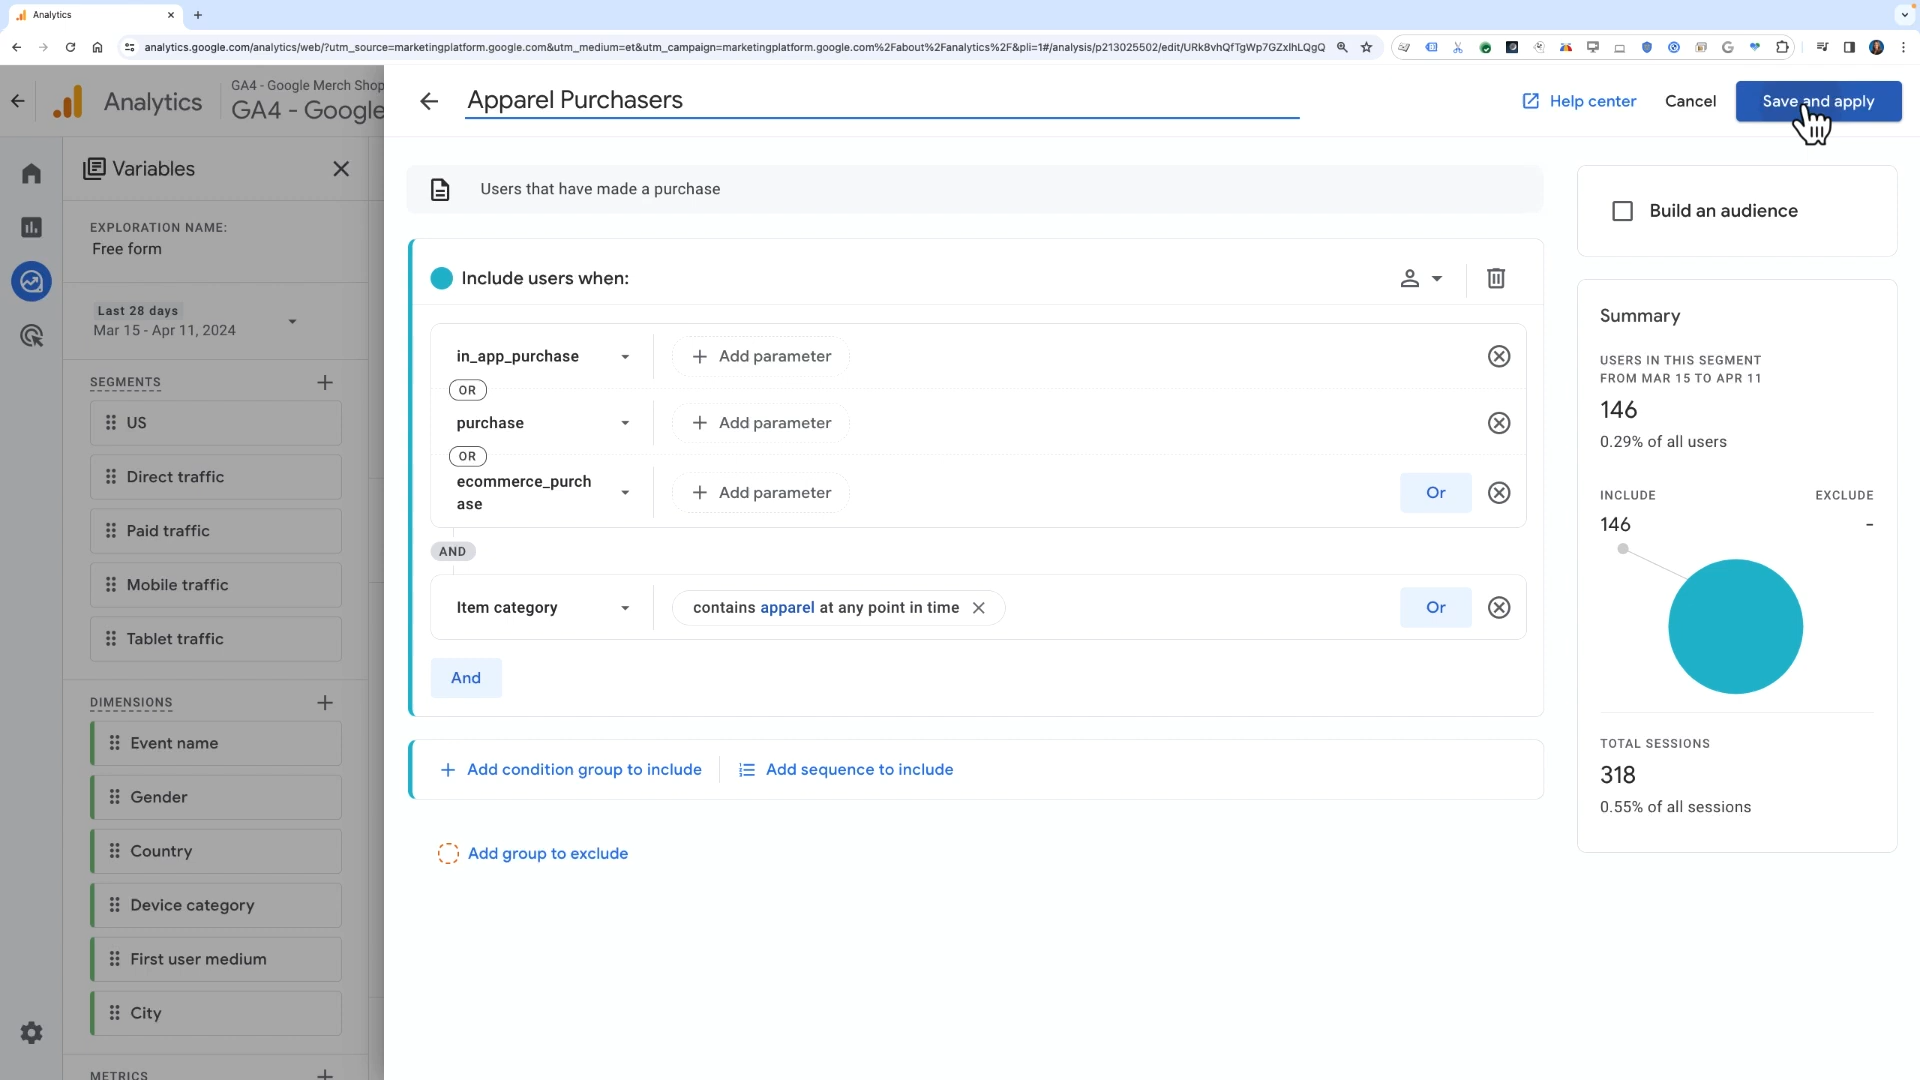 Analytics
analytics.google.com/analytics/web/?utm_source=marketingplatform.google.com&utm_medium=et&utm_campaign=marketingplatform.google.com%2Fabout%2Fanalytics%2F&pli=1#/analysis/p213025502/edit/URk8vhQfTgWp7GZxIhLQgQ
Analytics
GA4 - Google Merch Shop
GA4 - Google
Apparel Purchasers
Help center
Cancel
Save and apply
Variables
EXPLORATION NAME:
Free form
Last 28 days
Mar 15 - Apr 11, 2024
SEGMENTS
US
Direct traffic
Paid traffic
Mobile traffic
Tablet traffic
DIMENSIONS
Event name
Gender
Country
Device category
First user medium
City
METRICS
Users that have made a purchase
Include users when:
in_app_purchase
Add parameter
OR
purchase
Add parameter
OR
ecommerce_purch
ase
Add parameter
Or
AND
Item category
contains apparel at any point in time
Or
And
Add condition group to include
Add sequence to include
Add group to exclude
Build an audience
Summary
USERS IN THIS SEGMENT
FROM MAR 15 TO APR 11
146
0.29% of all users
INCLUDE
EXCLUDE
146
-
TOTAL SESSIONS
318
0.55% of all sessions